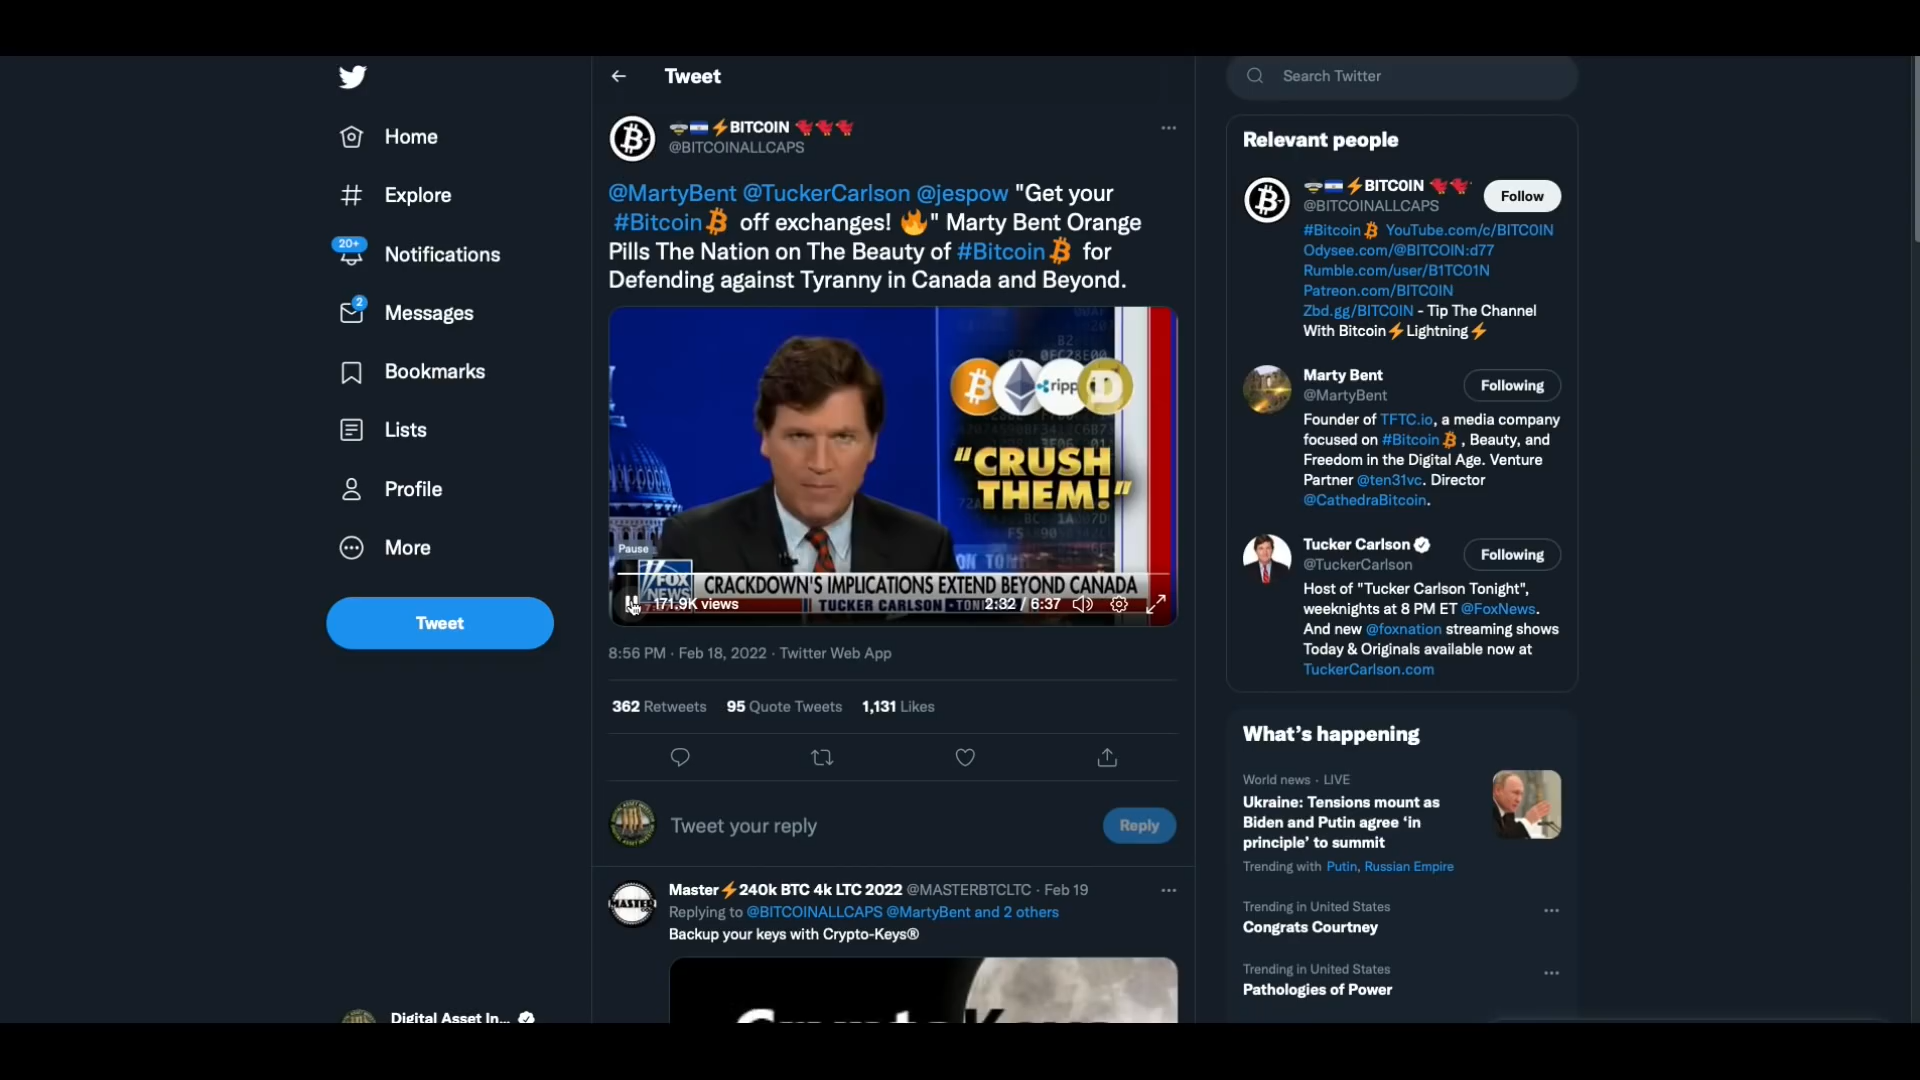 Home
Explore
20+
Notifications
2
Messages
Bookmarks
Lists
Profile
More
Tweet
Digital Asset In...
Tweet
BITCOIN
@BITCOINALLCAPS
@MartyBent @TuckerCarlson @jespow "Get your
#Bitcoin off exchanges! 🔥" Marty Bent Orange
Pills The Nation on The Beauty of #Bitcoin for
Defending against Tyranny in Canada and Beyond.
ripp
"CRUSH
THEM!"
Pause
FOX
NEWS
CRACKDOWN'S IMPLICATIONS EXTEND BEYOND CANADA
TUCKER CARLSON
171.9K views
2:32 / 6:37
8:56 PM · Feb 18, 2022 · Twitter Web App
362 Retweets 95 Quote Tweets 1,131 Likes
Tweet your reply
Reply
Master⚡240k BTC 4k LTC 2022 @MASTERBTCLTC · Feb 19
Replying to @BITCOINALLCAPS @MartyBent and 2 others
Backup your keys with Crypto-Keys®
MASTER
Search Twitter
Relevant people
BITCOIN
@BITCOINALLCAPS
Follow
#Bitcoin YouTube.com/c/BITC0IN
Odysee.com/@BITC0IN:d77
Rumble.com/user/B1TC01N
Patreon.com/BITC0IN
Zbd.gg/BITC0IN - Tip The Channel
With Bitcoin⚡Lightning⚡
Marty Bent
@MartyBent
Following
Founder of TFTC.io, a media company
focused on #Bitcoin , Beauty, and
Freedom in the Digital Age. Venture
Partner @ten31vc. Director
@CathedraBitcoin.
Tucker Carlson
@TuckerCarlson
Following
Host of "Tucker Carlson Tonight",
weeknights at 8 PM ET @FoxNews.
And new @foxnation streaming shows
Today & Originals available now at
TuckerCarlson.com
What's happening
World news · LIVE
Ukraine: Tensions mount as
Biden and Putin agree 'in
principle' to summit
Trending with Putin, Russian Empire
Trending in United States
Congrats Courtney
Trending in United States
Pathologies of Power